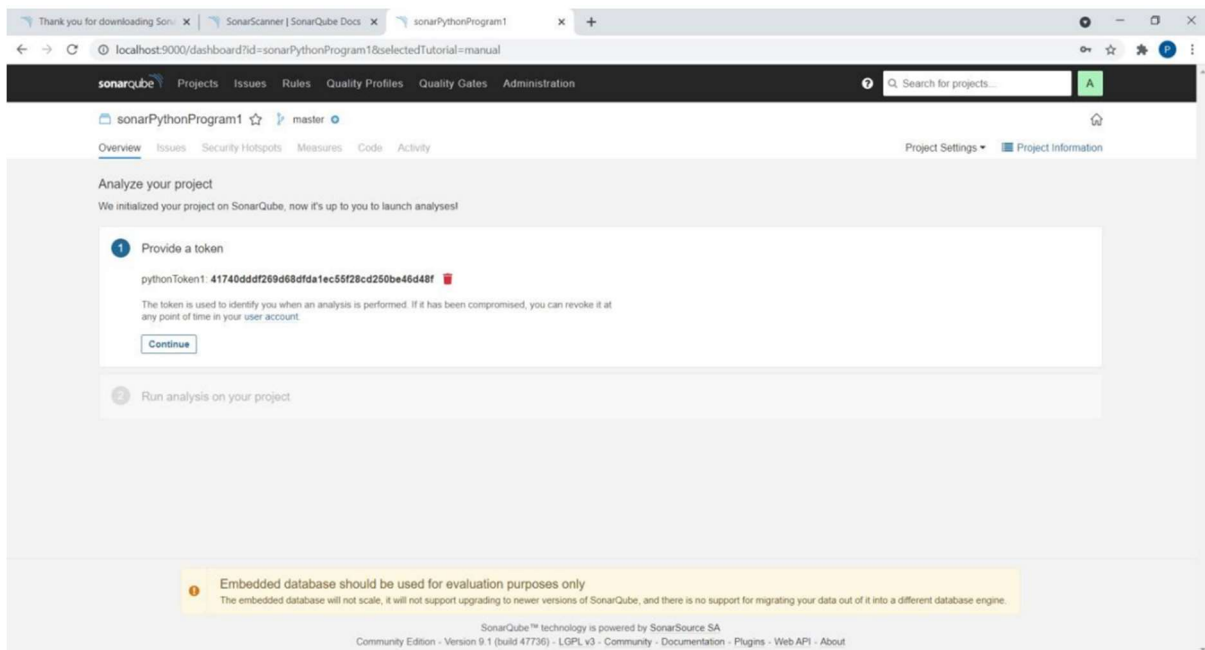 Thank you for downloading Sona
SonarScanner | SonarQube Docs
sonarPythonProgram1
localhost:9000/dashboard?id=sonarPythonProgram1&selectedTutorial=manual
P
sonarqube Projects Issues Rules Quality Profiles Quality Gates Administration
Search for projects...
A
sonarPythonProgram1 master
Overview Issues Security Hotspots Measures Code Activity
Project Settings Project Information
Analyze your project
We initialized your project on SonarQube, now it's up to you to launch analyses!
1 Provide a token
pythonToken1: 41740dddf269d68dfda1ec55f28cd250be46d48f
The token is used to identify you when an analysis is performed. If it has been compromised, you can revoke it at
any point of time in your user account.
Continue
2 Run analysis on your project
Embedded database should be used for evaluation purposes only
The embedded database will not scale, it will not support upgrading to newer versions of SonarQube, and there is no support for migrating your data out of it into a different database engine.
SonarQube™ technology is powered by SonarSource SA
Community Edition - Version 9.1 (build 47736) - LGPL v3 - Community - Documentation - Plugins - Web API - About